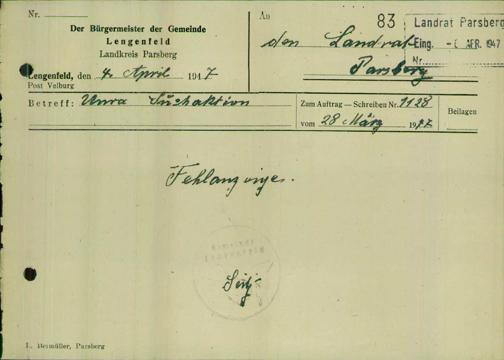 Nr.
Der Bürgermeister der Gemeinde
Lengenfeld
Landkreis Parsberg
Lengenfeld, den 4. April 1947
Post Velburg
An
den Landrat
Parsberg
83
Landrat Parsberg
Eing. - 6. APR. 1947
Nr.
Betreff: Unra Suchaktion
Zum Auftrag — Schreiben Nr. 1128
vom 28 März 1947
Beilagen
Fehlanzeige.
L. Heimüller, Parsberg